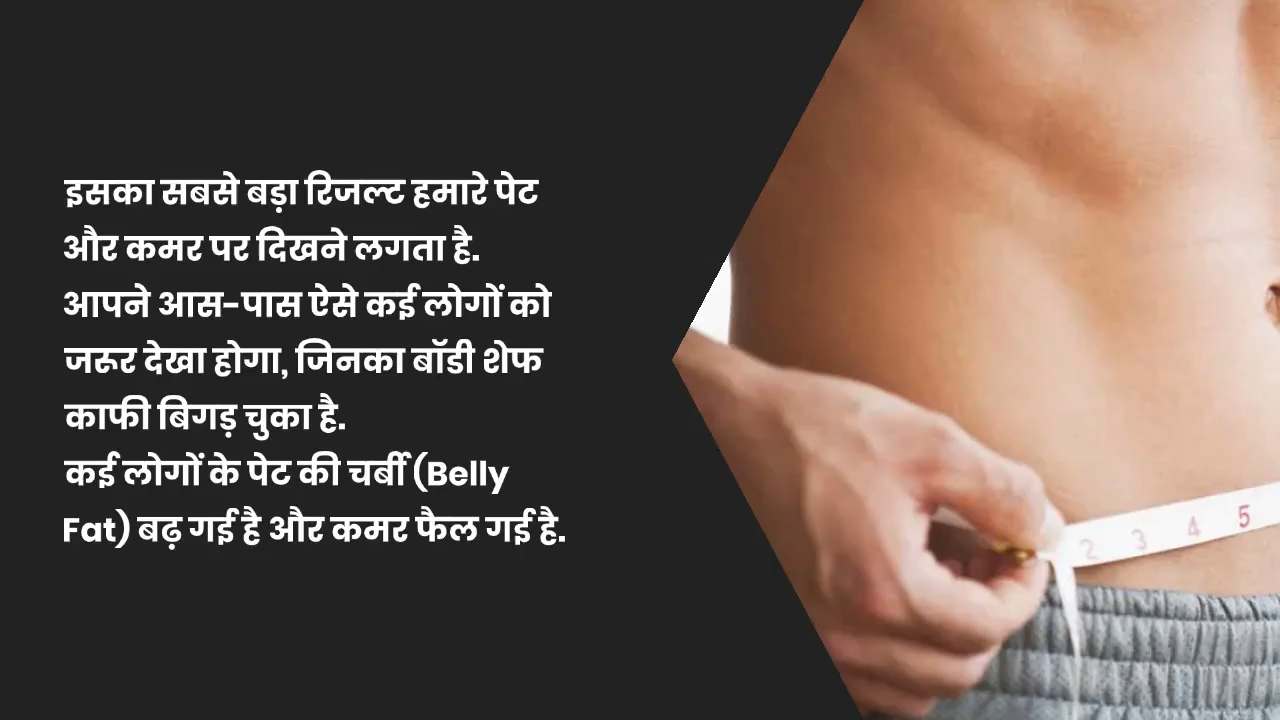 इसका सबसे बड़ा रिजल्ट हमारे पेट
और कमर पर दिखने लगता है.
आपने आस-पास ऐसे कई लोगों को
जरूर देखा होगा, जिनका बॉडी शेफ
काफी बिगड़ चुका है.
कई लोगों के पेट की चर्बी (Belly
Fat) बढ़ गई है और कमर फैल गई है.
2 3 4 5